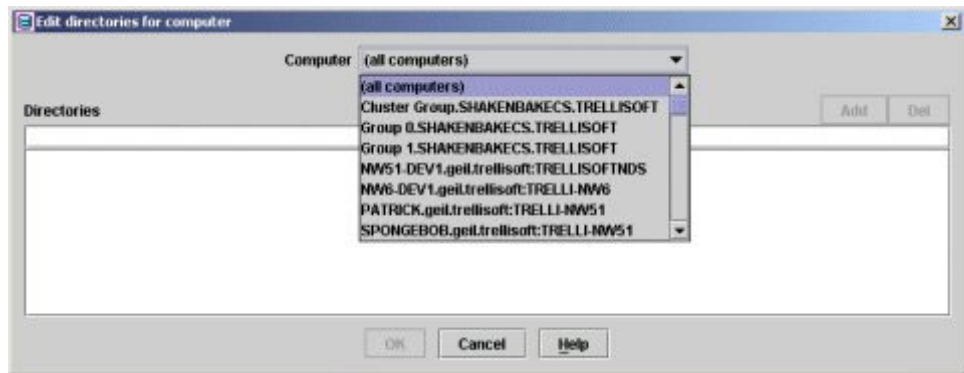 Edit directories for computer
Computer (all computers)
(all computers)
Cluster Group.SHAKENBAKECS.TRELLISOFT
Directories
Add Del
Group 0.SHAKENBAKECS.TRELLISOFT
Group 1.SHAKENBAKECS.TRELLISOFT
NW51-DEV1.geil.trellisoft:TRELLISOFTNDS
NW6-DEV1.geil.trellisoft:TRELLI-NW6
PATRICK.geil.trellisoft:TRELLI-NW51
SPONGEBOB.geil.trellisoft:TRELLI-NW51
OK Cancel Help